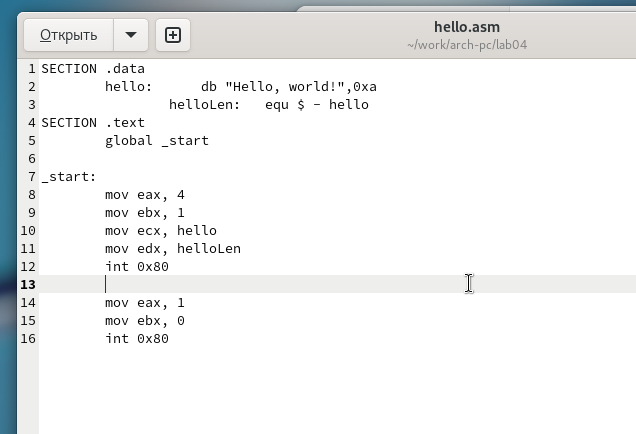 Открыть
hello.asm
~/work/arch-pc/lab04
1 SECTION .data
2         hello:      db "Hello, world!",0xa
3                 helloLen:   equ $ - hello
4 SECTION .text
5         global _start
6
7 _start:
8         mov eax, 4
9         mov ebx, 1
10         mov ecx, hello
11         mov edx, helloLen
12         int 0x80
13
14         mov eax, 1
15         mov ebx, 0
16         int 0x80